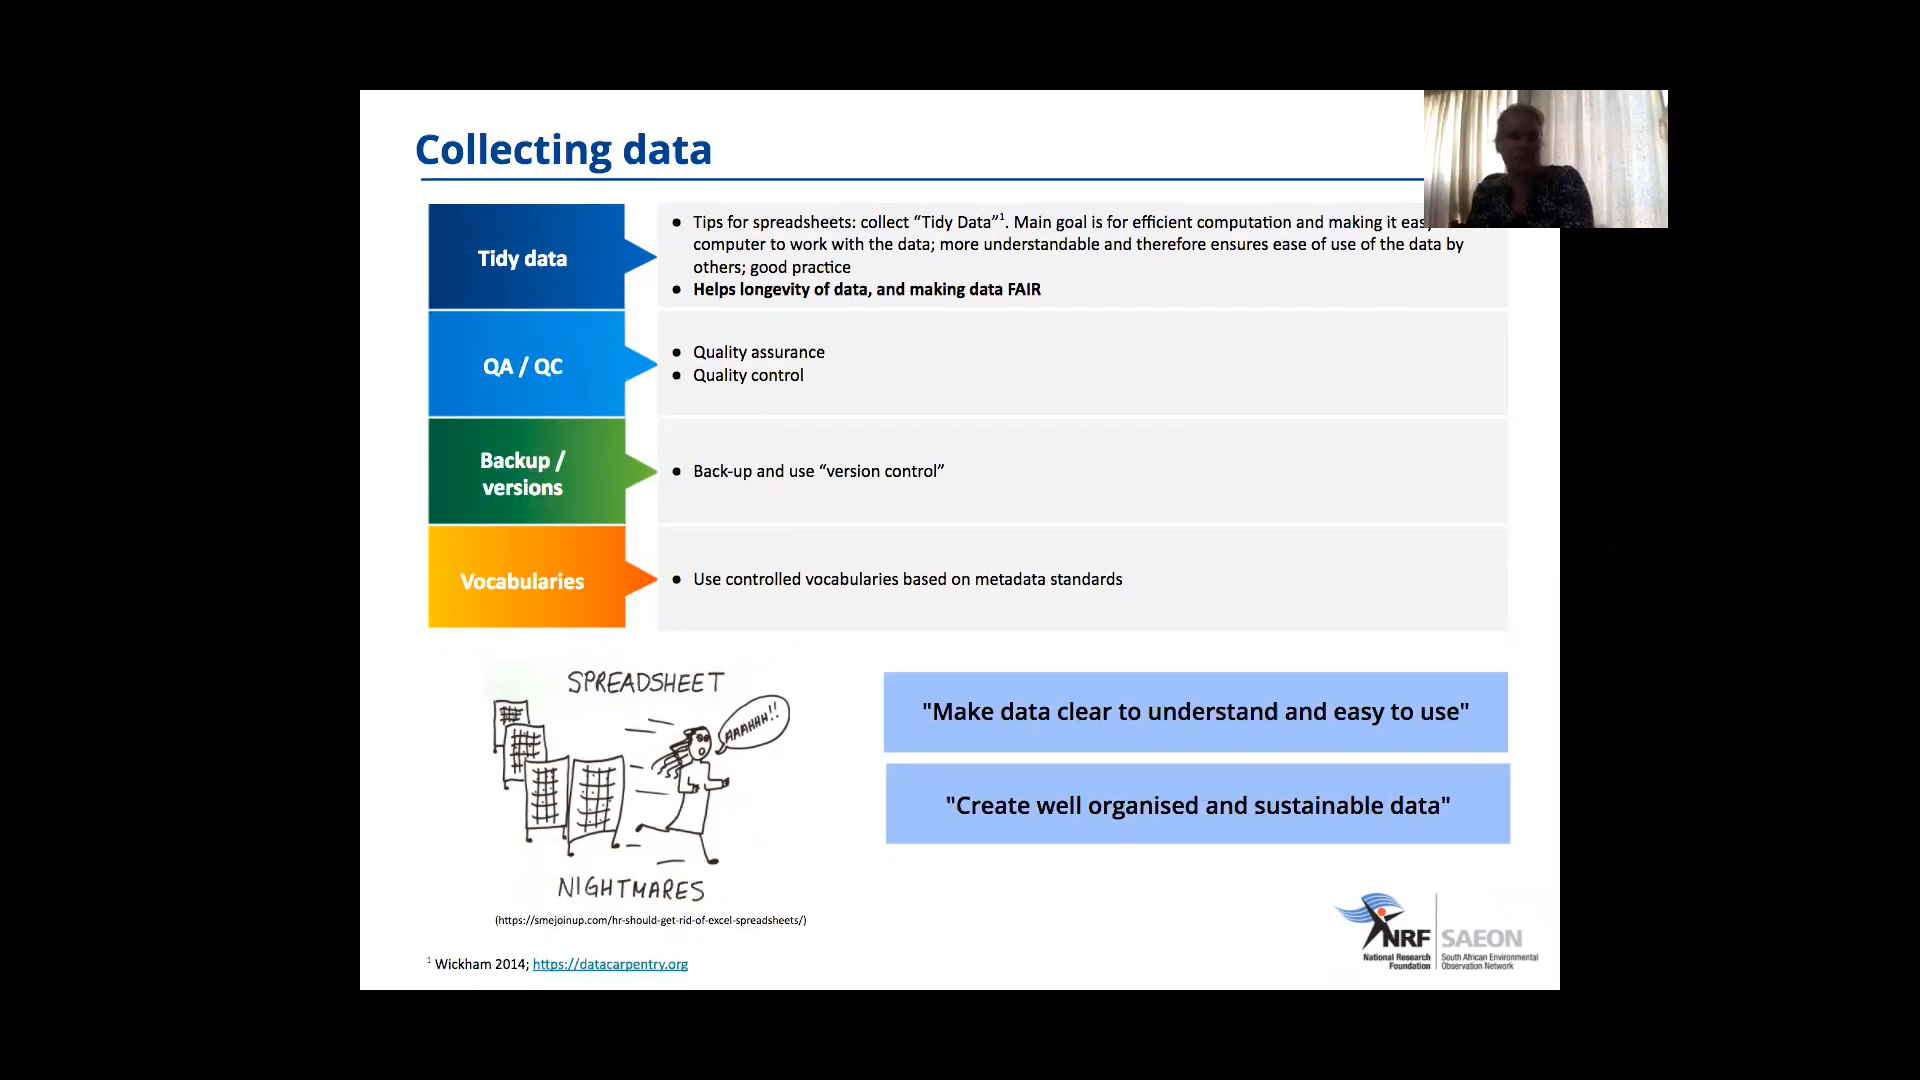 Collecting data
Tidy data
● Tips for spreadsheets: collect “Tidy Data”1. Main goal is for efficient computation and making it
computer to work with the data; more understandable and therefore ensures ease of use of the data by
others; good practice
● Helps longevity of data, and making data FAIR
QA / QC
● Quality assurance
● Quality control
Backup /
versions
● Back-up and use “version control”
Vocabularies
● Use controlled vocabularies based on metadata standards
SPREADSHEET
AAAHHH!!
NIGHTMARES
(https://smejoinup.com/hr-should-get-rid-of-excel-spreadsheets/)
"Make data clear to understand and easy to use"
"Create well organised and sustainable data"
1 Wickham 2014; https://datacarpentry.org
NRF
National Research
Foundation
SAEON
South African Environmental
Observation Network